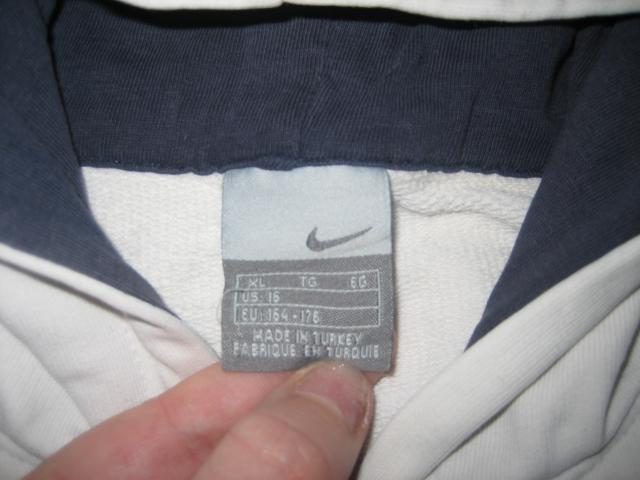 XL TG EG
US: 16
EU: 164-176
MADE IN TURKEY
FABRIQUE EN TURQUIE